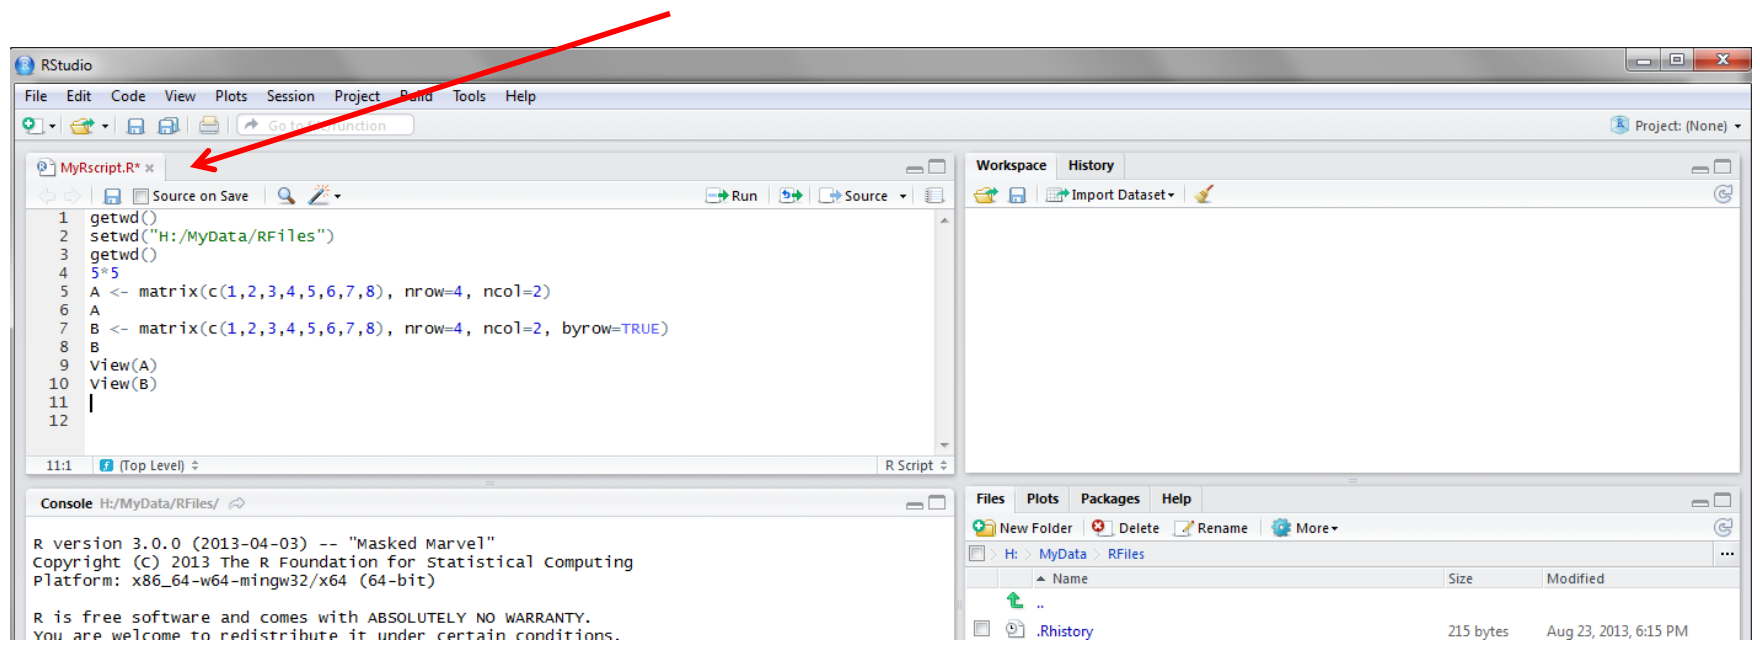 RStudio
File Edit Code View Plots Session Project Build Tools Help
Go to file/function
Project: (None)
MyRscript.R*
Source on Save
Run
Source
1 getwd()
2 setwd("H:/MyData/RFiles")
3 getwd()
4 5*5
5 A <- matrix(c(1,2,3,4,5,6,7,8), nrow=4, ncol=2)
6 A
7 B <- matrix(c(1,2,3,4,5,6,7,8), nrow=4, ncol=2, byrow=TRUE)
8 B
9 View(A)
10 View(B)
11
12
11:1 (Top Level) R Script
Console H:/MyData/RFiles/
R version 3.0.0 (2013-04-03) -- "Masked Marvel"
Copyright (C) 2013 The R Foundation for Statistical Computing
Platform: x86_64-w64-mingw32/x64 (64-bit)
R is free software and comes with ABSOLUTELY NO WARRANTY.
You are welcome to redistribute it under certain conditions.
Workspace History
Import Dataset
Files Plots Packages Help
New Folder Delete Rename More
H: MyData RFiles
Name Size Modified
..
.Rhistory 215 bytes Aug 23, 2013, 6:15 PM